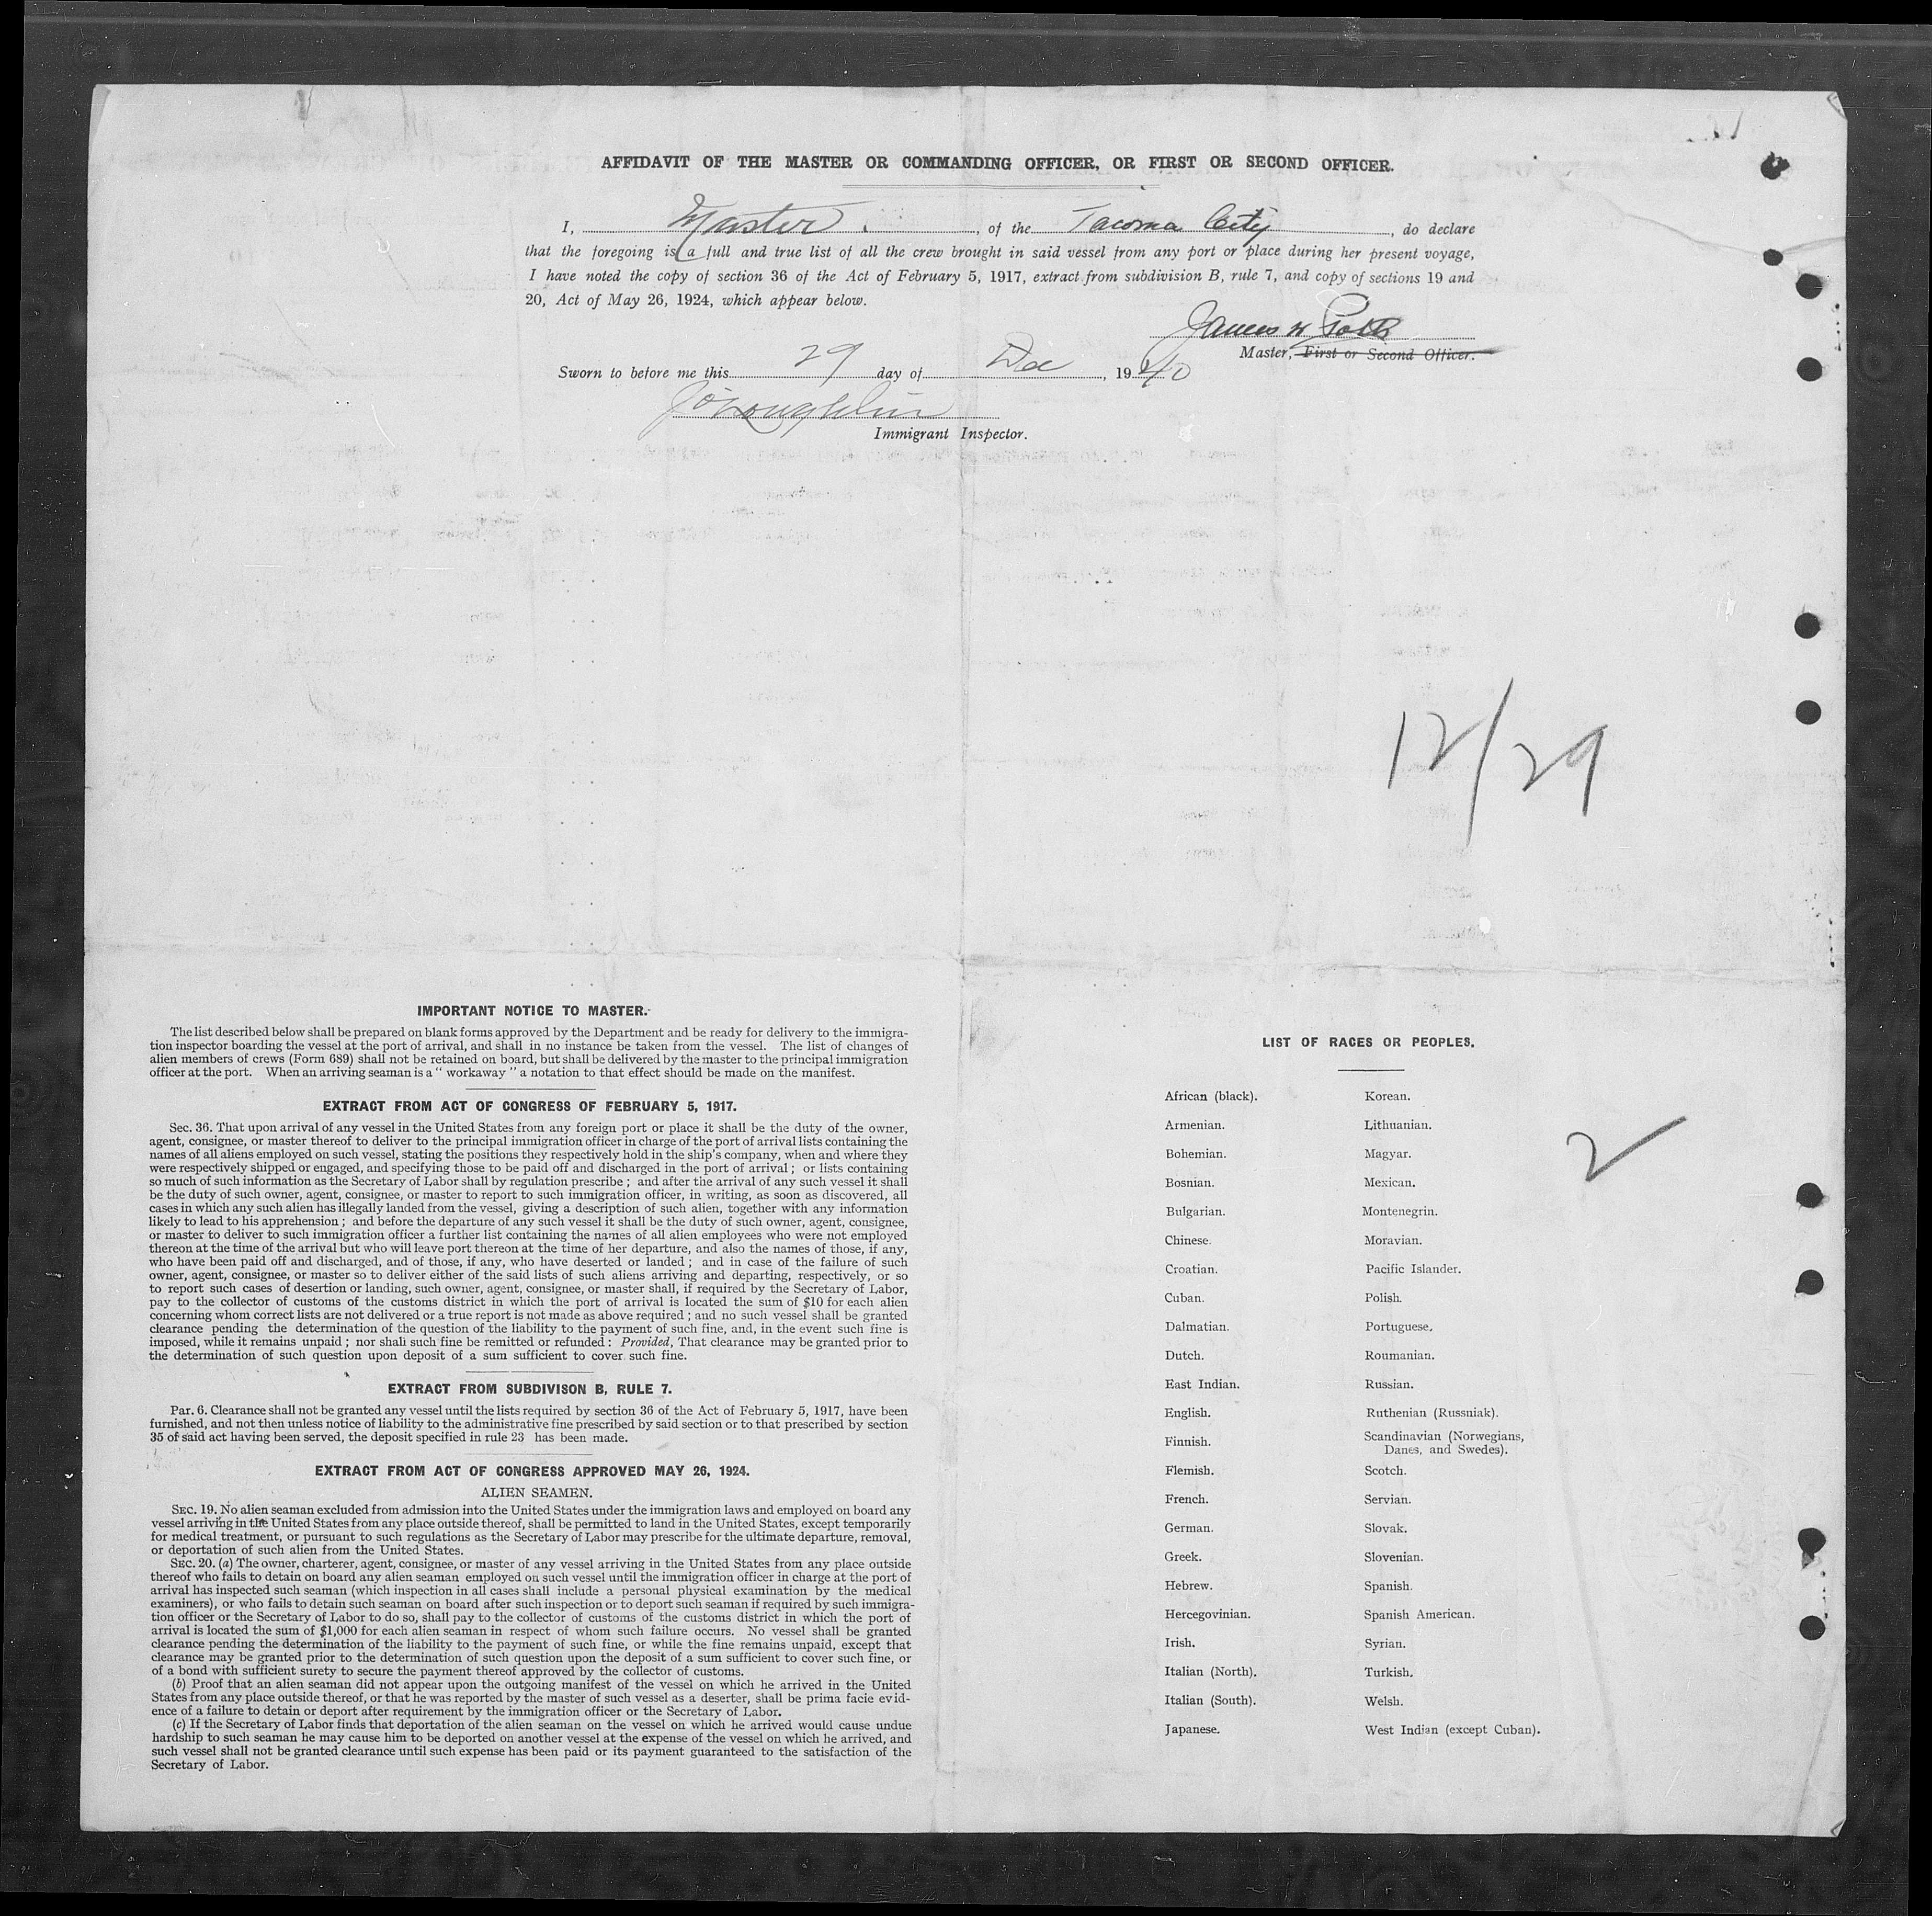 AFFIDAVIT OF THE MASTER OR COMMANDING OFFICER, OR FIRST OR SECOND OFFICER.
I, Master, of the Tacoma City, do declare
that the foregoing is a full and true list of all the crew brought in said vessel from any port or place during her present voyage,
I have noted the copy of section 36 of the Act of February 5, 1917, extract from subdivision B, rule 7, and copy of sections 19 and
20, Act of May 26, 1924, which appear below.
James W
Master, First or Second Officer.
Sworn to before me this 29 day of Dec, 1940
J O'Loughlin
Immigrant Inspector.
12/29
IMPORTANT NOTICE TO MASTER.
The list described below shall be prepared on blank forms approved by the Department and be ready for delivery to the immigra-
tion inspector boarding the vessel at the port of arrival, and shall in no instance be taken from the vessel. The list of changes of
alien members of crews (Form 689) shall not be retained on board, but shall be delivered by the master to the principal immigration
officer at the port. When an arriving seaman is a " workaway " a notation to that effect should be made on the manifest.
EXTRACT FROM ACT OF CONGRESS OF FEBRUARY 5, 1917.
Sec. 36. That upon arrival of any vessel in the United States from any foreign port or place it shall be the duty of the owner,
agent, consignee, or master thereof to deliver to the principal immigration officer in charge of the port of arrival lists containing the
names of all aliens employed on such vessel, stating the positions they respectively hold in the ship's company, when and where they
were respectively shipped or engaged, and specifying those to be paid off and discharged in the port of arrival ; or lists containing
so much of such information as the Secretary of Labor shall by regulation prescribe ; and after the arrival of any such vessel it shall
be the duty of such owner, agent, consignee, or master to report to such immigration officer, in writing, as soon as discovered, all
cases in which any such alien has illegally landed from the vessel, giving a description of such alien, together with any information
likely to lead to his apprehension ; and before the departure of any such vessel it shall be the duty of such owner, agent, consignee,
or master to deliver to such immigration officer a further list containing the names of all alien employees who were not employed
thereon at the time of the arrival but who will leave port thereon at the time of her departure, and also the names of those, if any,
who have been paid off and discharged, and of those, if any, who have deserted or landed ; and in case of the failure of such
owner, agent, consignee, or master so to deliver either of the said lists of such aliens arriving and departing, respectively, or so
to report such cases of desertion or landing, such owner, agent, consignee, or master shall, if required by the Secretary of Labor,
pay to the collector of customs of the customs district in which the port of arrival is located the sum of $10 for each alien
concerning whom correct lists are not delivered or a true report is not made as above required ; and no such vessel shall be granted
clearance pending the determination of the question of the liability to the payment of such fine, and, in the event such fine is
imposed, while it remains unpaid ; nor shall such fine be remitted or refunded : Provided, That clearance may be granted prior to
the determination of such question upon deposit of a sum sufficient to cover such fine.
EXTRACT FROM SUBDIVISON B, RULE 7.
Par. 6. Clearance shall not be granted any vessel until the lists required by section 36 of the Act of February 5, 1917, have been
furnished, and not then unless notice of liability to the administrative fine prescribed by said section or to that prescribed by section
35 of said act having been served, the deposit specified in rule 23 has been made.
EXTRACT FROM ACT OF CONGRESS APPROVED MAY 26, 1924.
ALIEN SEAMEN.
SEC. 19. No alien seaman excluded from admission into the United States under the immigration laws and employed on board any
vessel arriving in the United States from any place outside thereof, shall be permitted to land in the United States, except temporarily
for medical treatment, or pursuant to such regulations as the Secretary of Labor may prescribe for the ultimate departure, removal,
or deportation of such alien from the United States.
SEC. 20. (a) The owner, charterer, agent, consignee, or master of any vessel arriving in the United States from any place outside
thereof who fails to detain on board any alien seaman employed on such vessel until the immigration officer in charge at the port of
arrival has inspected such seaman (which inspection in all cases shall include a personal physical examination by the medical
examiners), or who fails to detain such seaman on board after such inspection or to deport such seaman if required by such immigra-
tion officer or the Secretary of Labor to do so, shall pay to the collector of customs of the customs district in which the port of
arrival is located the sum of $1,000 for each alien seaman in respect of whom such failure occurs. No vessel shall be granted
clearance pending the determination of the liability to the payment of such fine, or while the fine remains unpaid, except that
clearance may be granted prior to the determination of such question upon the deposit of a sum sufficient to cover such fine, or
of a bond with sufficient surety to secure the payment thereof approved by the collector of customs.
(b) Proof that an alien seaman did not appear upon the outgoing manifest of the vessel on which he arrived in the United
States from any place outside thereof, or that he was reported by the master of such vessel as a deserter, shall be prima facie evid-
ence of a failure to detain or deport after requirement by the immigration officer or the Secretary of Labor.
(c) If the Secretary of Labor finds that deportation of the alien seaman on the vessel on which he arrived would cause undue
hardship to such seaman he may cause him to be deported on another vessel at the expense of the vessel on which he arrived, and
such vessel shall not be granted clearance until such expense has been paid or its payment guaranteed to the satisfaction of the
Secretary of Labor.
LIST OF RACES OR PEOPLES.
African (black). Korean.
Armenian. Lithuanian.
Bohemian. Magyar.
Bosnian. Mexican.
Bulgarian. Montenegrin.
Chinese. Moravian.
Croatian. Pacific Islander.
Cuban. Polish.
Dalmatian. Portuguese.
Dutch. Roumanian.
East Indian. Russian.
English. Ruthenian (Russniak).
Finnish. Scandinavian (Norwegians,
Danes, and Swedes).
Flemish. Scotch.
French. Servian.
German. Slovak.
Greek. Slovenian.
Hebrew. Spanish.
Hercegovinian. Spanish American.
Irish. Syrian.
Italian (North). Turkish.
Italian (South). Welsh.
Japanese. West Indian (except Cuban).
2